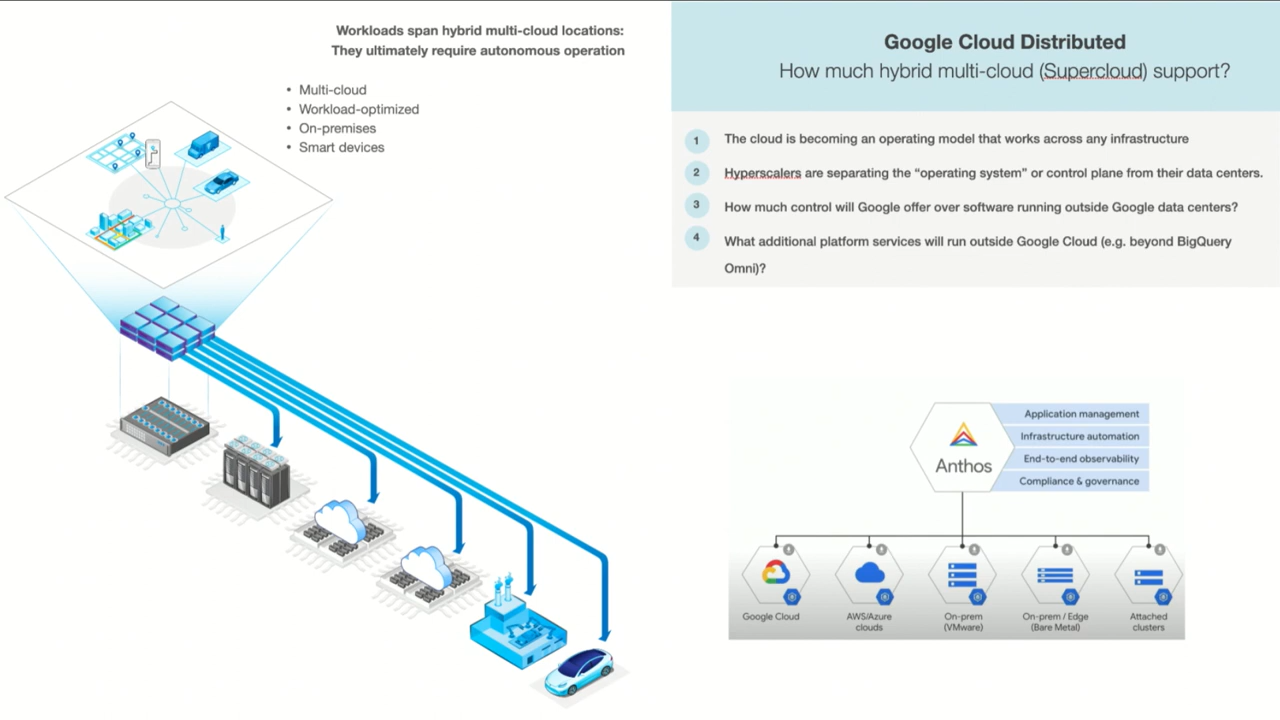 Workloads span hybrid multi-cloud locations:
They ultimately require autonomous operation
• Multi-cloud
• Workload-optimized
• On-premises
• Smart devices
Google Cloud Distributed
How much hybrid multi-cloud (Supercloud) support?
1 The cloud is becoming an operating model that works across any infrastructure
2 Hyperscalers are separating the “operating system” or control plane from their data centers.
3 How much control will Google offer over software running outside Google data centers?
4 What additional platform services will run outside Google Cloud (e.g. beyond BigQuery
Omni)?
Anthos
Application management
Infrastructure automation
End-to-end observability
Compliance & governance
Google Cloud
AWS/Azure
clouds
On-prem
(VMware)
On-prem / Edge
(Bare Metal)
Attached
clusters